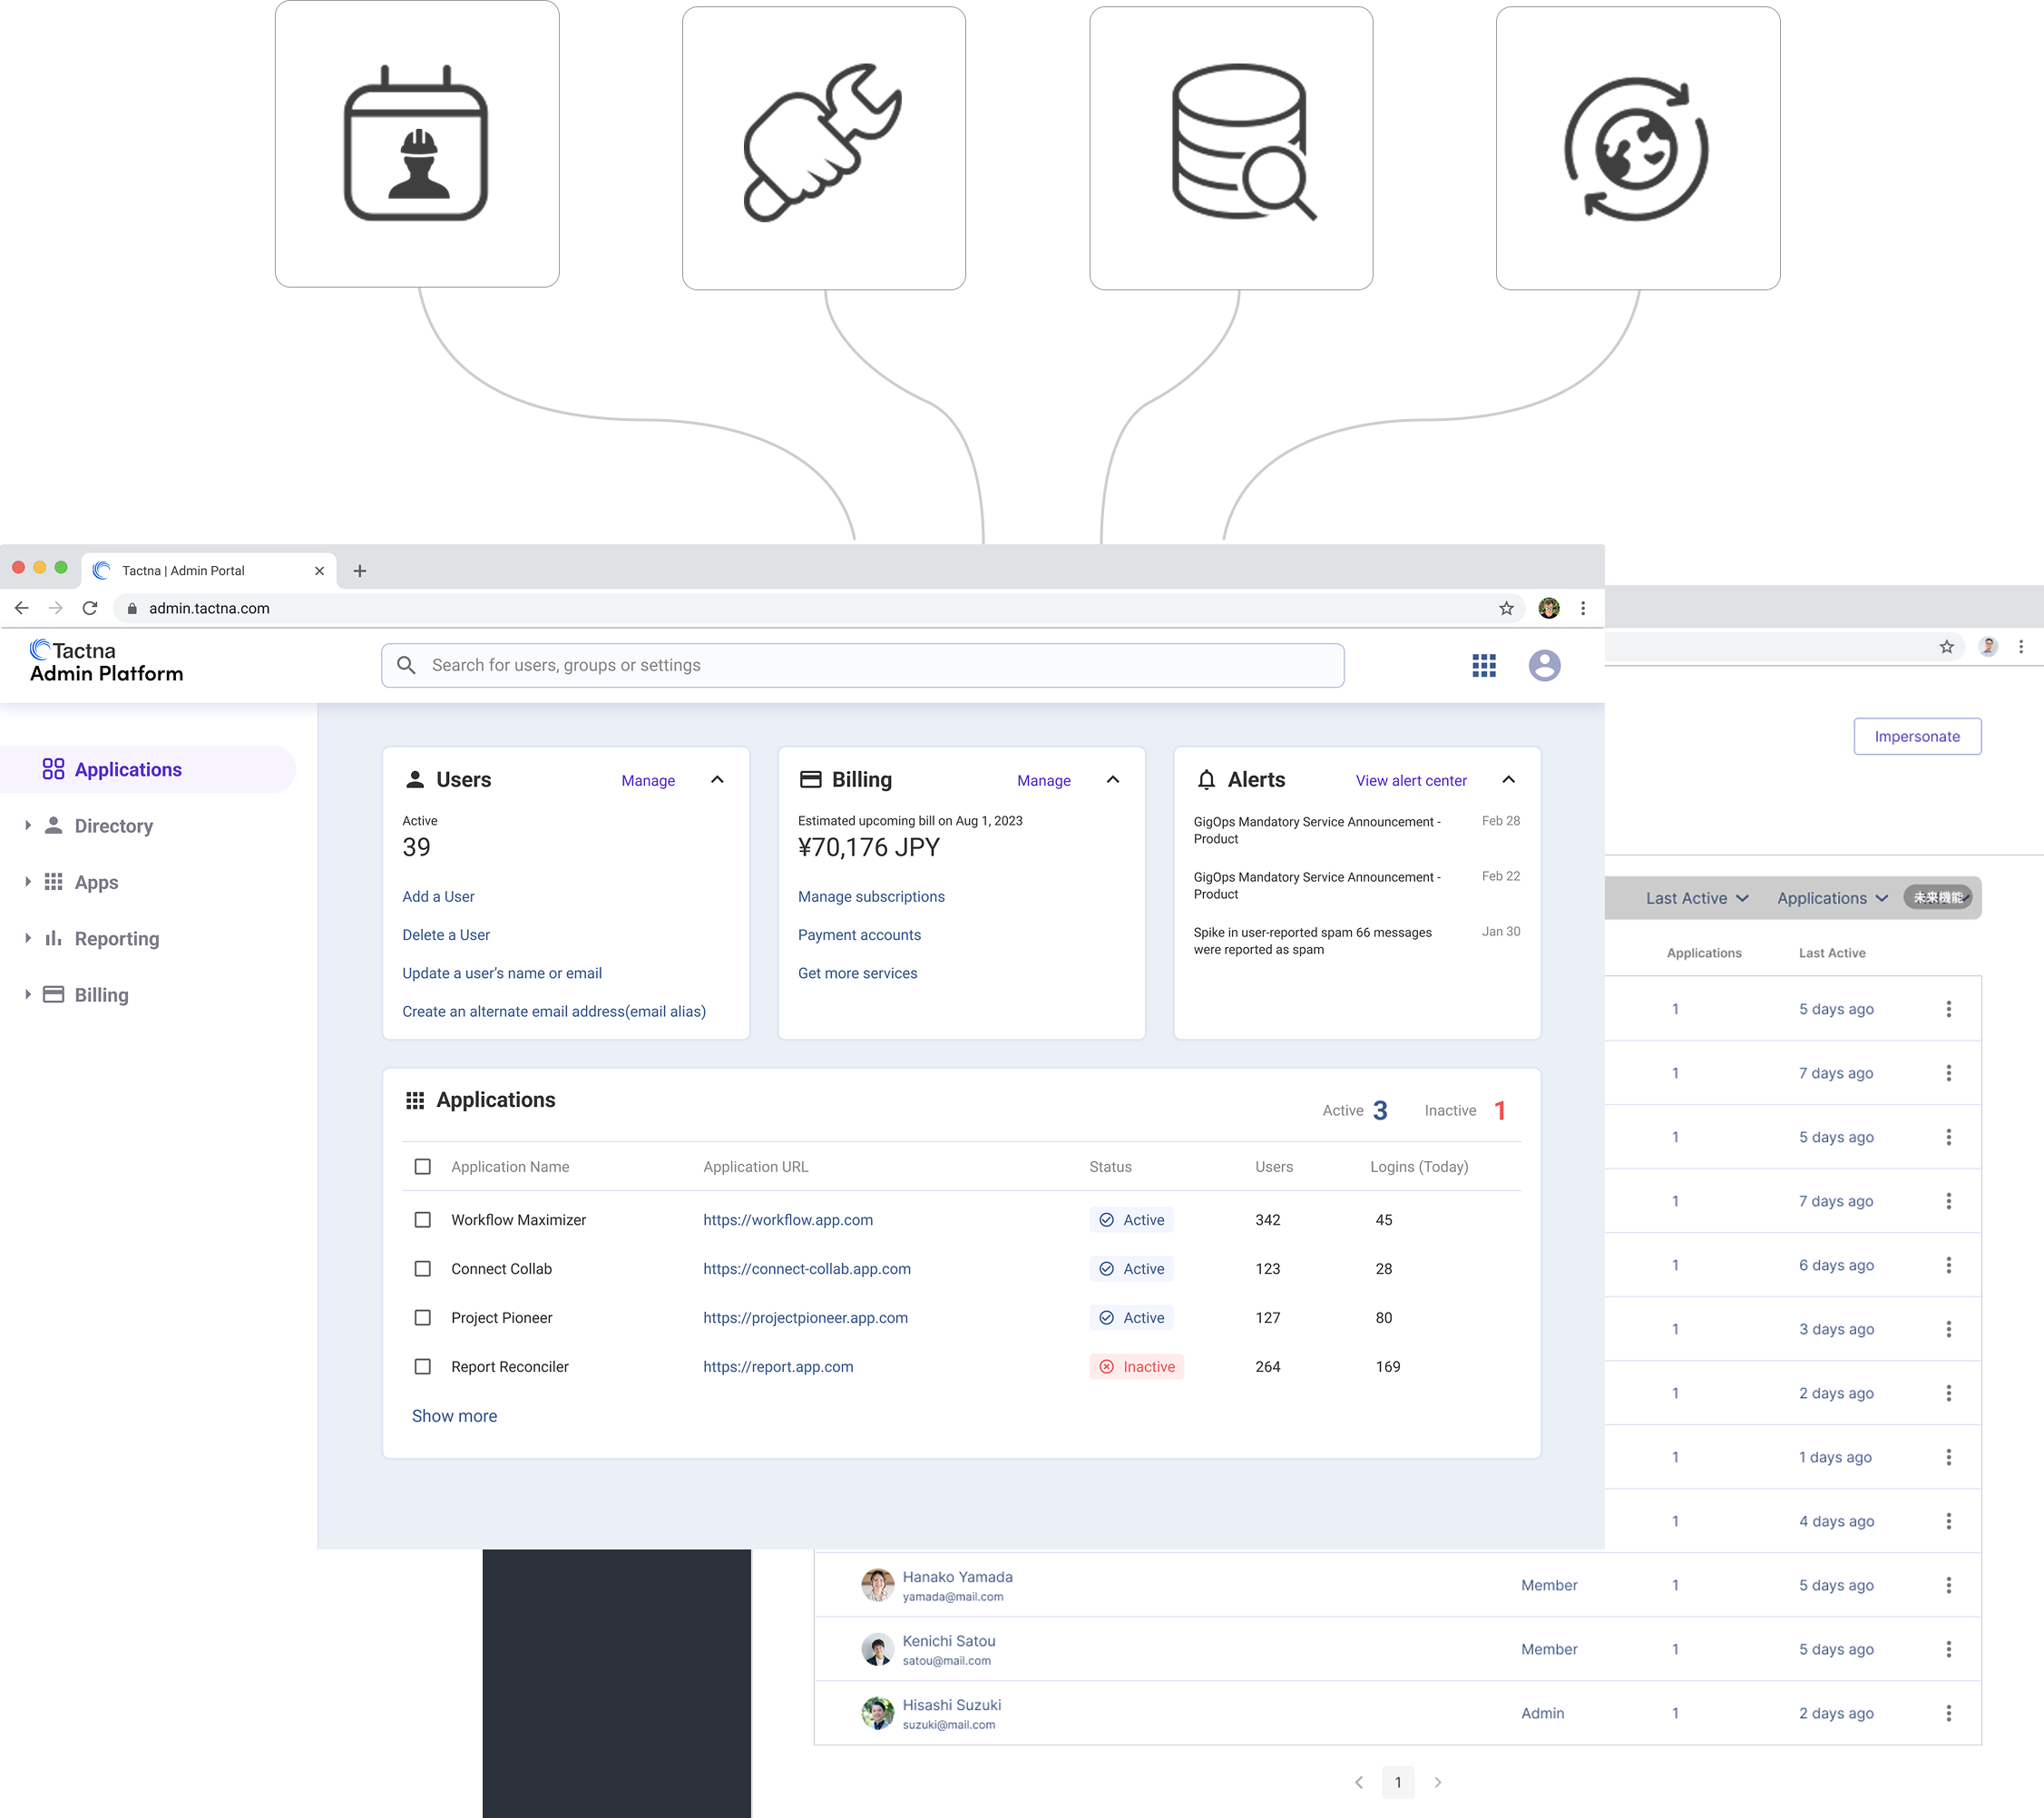 Tactna | Admin Portal
admin.tactna.com
Tactna
Admin Platform
Search for users, groups or settings
Applications
Directory
Apps
Reporting
Billing
Users
Manage
Active
39
Add a User
Delete a User
Update a user's name or email
Create an alternate email address(email alias)
Billing
Manage
Estimated upcoming bill on Aug 1, 2023
¥70,176 JPY
Manage subscriptions
Payment accounts
Get more services
Alerts
View alert center
GigOps Mandatory Service Announcement -
Product
Feb 28
GigOps Mandatory Service Announcement -
Product
Feb 22
Spike in user-reported spam 66 messages
were reported as spam
Jan 30
Applications
Active 3 Inactive 1
Application Name Application URL Status Users Logins (Today)
Workflow Maximizer https://workflow.app.com Active 342 45
Connect Collab https://connect-collab.app.com Active 123 28
Project Pioneer https://projectpioneer.app.com Active 127 80
Report Reconciler https://report.app.com Inactive 264 169
Show more
Impersonate
Last Active Applications 未来機能
Applications Last Active
1 5 days ago
1 7 days ago
1 5 days ago
1 7 days ago
1 6 days ago
1 3 days ago
1 2 days ago
1 1 days ago
1 4 days ago
Hanako Yamada
yamada@mail.com
Member 1 5 days ago
Kenichi Satou
satou@mail.com
Member 1 5 days ago
Hisashi Suzuki
suzuki@mail.com
Admin 1 2 days ago
1